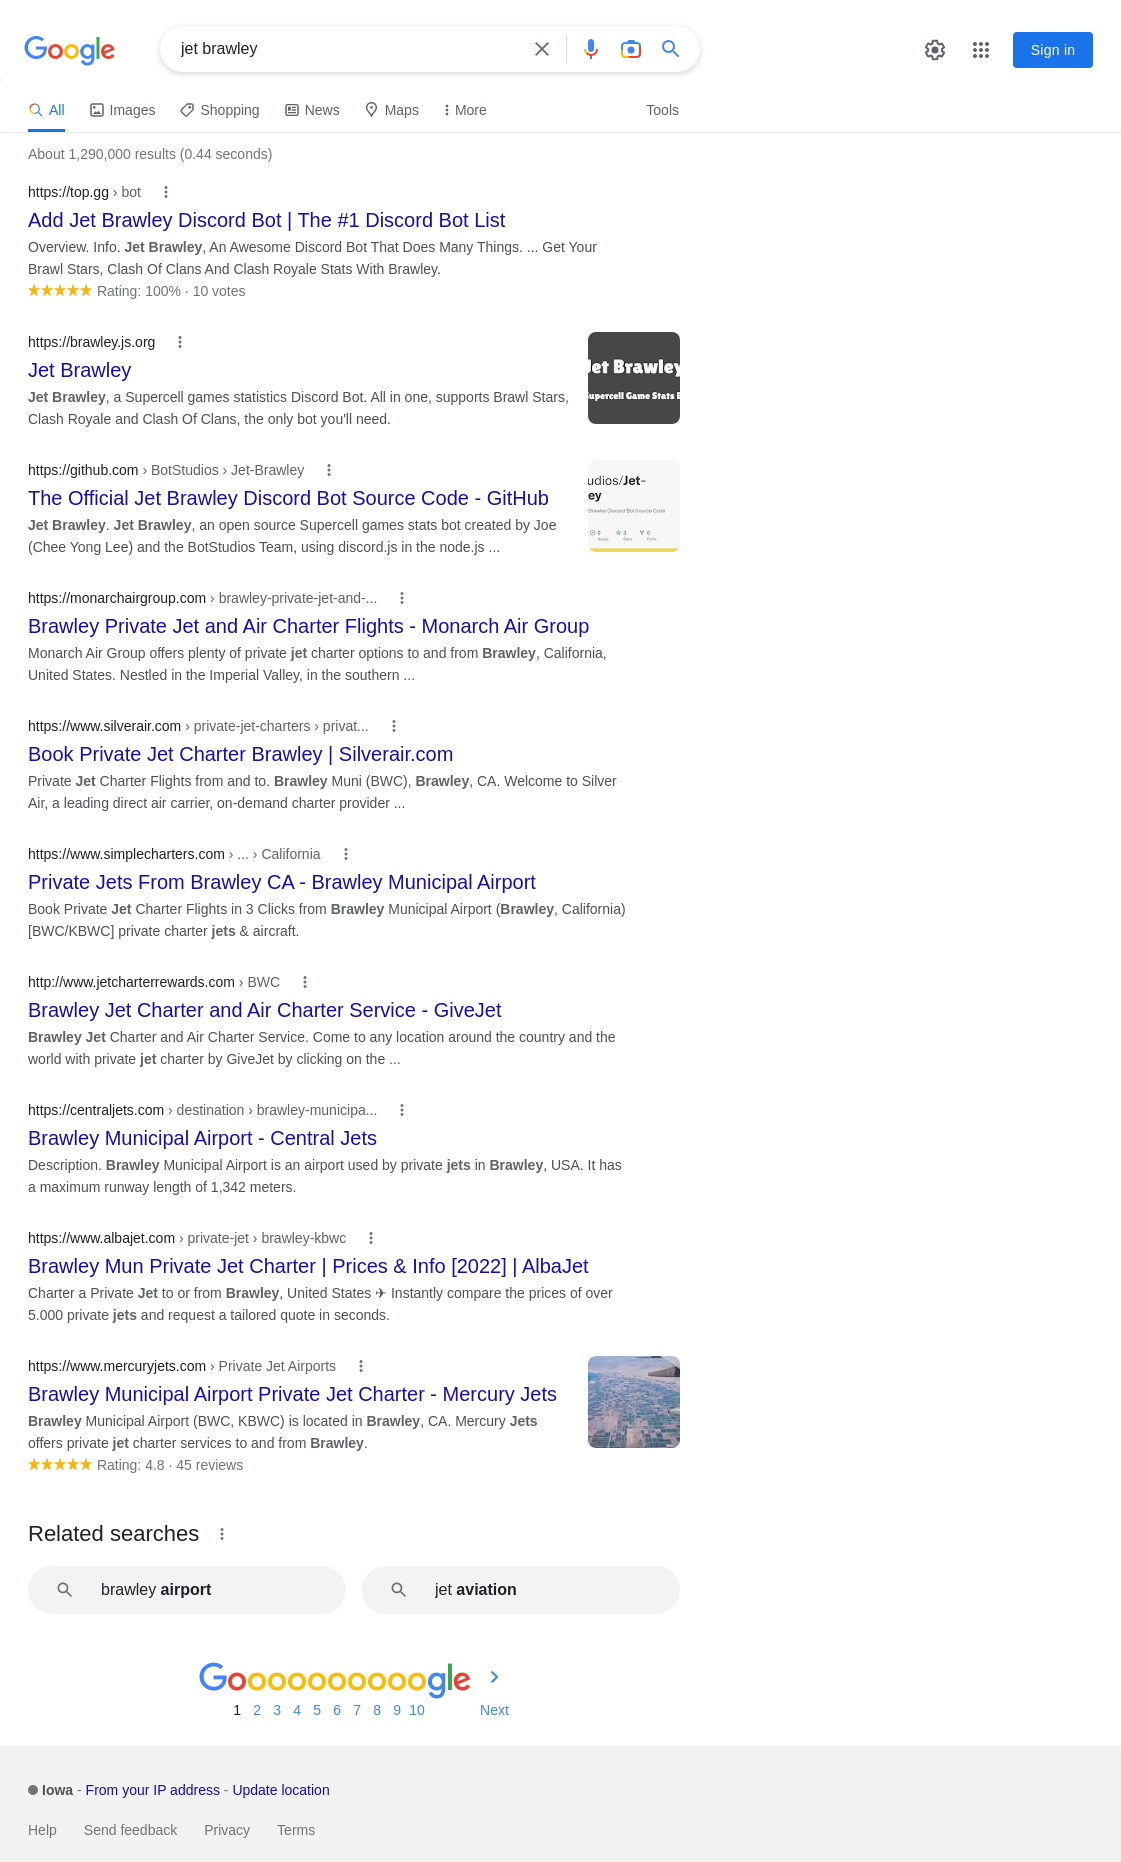 Google
jet brawley
Sign in
All
Images
Shopping
News
Maps
More
Tools
About 1,290,000 results (0.44 seconds)
https://top.gg › bot
Add Jet Brawley Discord Bot | The #1 Discord Bot List
Overview. Info. Jet Brawley, An Awesome Discord Bot That Does Many Things. ... Get Your
Brawl Stars, Clash Of Clans And Clash Royale Stats With Brawley.
Rating: 100% · 10 votes
https://brawley.js.org
Jet Brawley
Jet Brawley, a Supercell games statistics Discord Bot. All in one, supports Brawl Stars,
Clash Royale and Clash Of Clans, the only bot you'll need.
Jet Brawley
Supercell Game Stats
https://github.com › BotStudios › Jet-Brawley
The Official Jet Brawley Discord Bot Source Code - GitHub
Jet Brawley. Jet Brawley, an open source Supercell games stats bot created by Joe
(Chee Yong Lee) and the BotStudios Team, using discord.js in the node.js ...
udios/Jet-
ey
Brawley Discord Bot Source Code
0 3 0
https://monarchairgroup.com › brawley-private-jet-and-...
Brawley Private Jet and Air Charter Flights - Monarch Air Group
Monarch Air Group offers plenty of private jet charter options to and from Brawley, California,
United States. Nestled in the Imperial Valley, in the southern ...
https://www.silverair.com › private-jet-charters › privat...
Book Private Jet Charter Brawley | Silverair.com
Private Jet Charter Flights from and to. Brawley Muni (BWC), Brawley, CA. Welcome to Silver
Air, a leading direct air carrier, on-demand charter provider ...
https://www.simplecharters.com › ... › California
Private Jets From Brawley CA - Brawley Municipal Airport
Book Private Jet Charter Flights in 3 Clicks from Brawley Municipal Airport (Brawley, California)
[BWC/KBWC] private charter jets & aircraft.
http://www.jetcharterrewards.com › BWC
Brawley Jet Charter and Air Charter Service - GiveJet
Brawley Jet Charter and Air Charter Service. Come to any location around the country and the
world with private jet charter by GiveJet by clicking on the ...
https://centraljets.com › destination › brawley-municipa...
Brawley Municipal Airport - Central Jets
Description. Brawley Municipal Airport is an airport used by private jets in Brawley, USA. It has
a maximum runway length of 1,342 meters.
https://www.albajet.com › private-jet › brawley-kbwc
Brawley Mun Private Jet Charter | Prices & Info [2022] | AlbaJet
Charter a Private Jet to or from Brawley, United States ✈ Instantly compare the prices of over
5.000 private jets and request a tailored quote in seconds.
https://www.mercuryjets.com › Private Jet Airports
Brawley Municipal Airport Private Jet Charter - Mercury Jets
Brawley Municipal Airport (BWC, KBWC) is located in Brawley, CA. Mercury Jets
offers private jet charter services to and from Brawley.
Rating: 4.8 · 45 reviews
Related searches
brawley airport
jet aviation
Goooooooooogle
1 2 3 4 5 6 7 8 9 10 Next
Iowa - From your IP address - Update location
Help Send feedback Privacy Terms